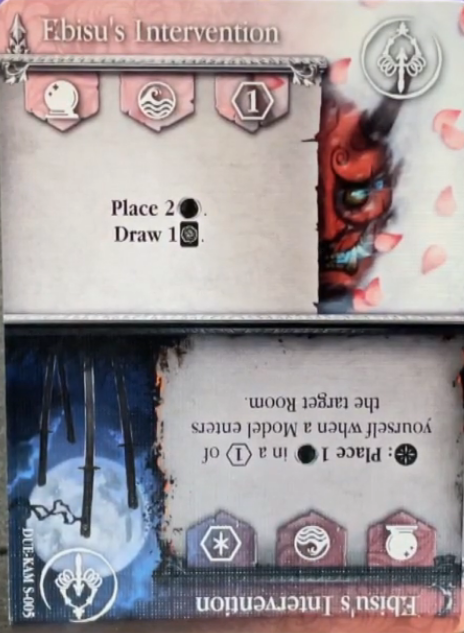 Ebisu's Intervention
1
Place 2 .
Draw 1 .
Ebisu's Intervention
: Place 1 in a 1 of
yourself when a Model enters
the target Room.
DUE-KAM S-005